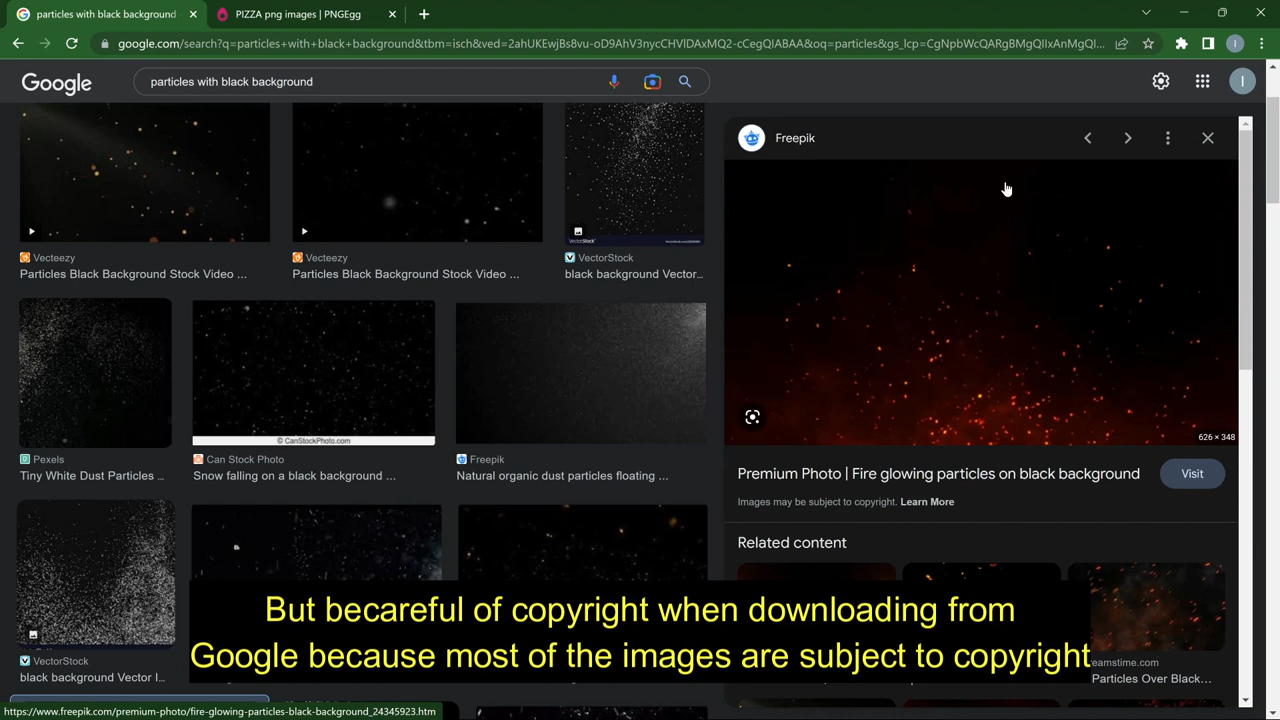 particles with black background
PIZZA png images | PNGEgg
google.com/search?q=particles+with+black+background&tbm=isch&ved=2ahUKEwjBs8vu-oD9AhV3nycCHVlDAxMQ2-cCegQIABAA&oq=particles&gs_lcp=CgNpbWcQARgBMgQIIxAnMgQI...
I
Google
particles with black background
I
Freepik
VectorStock
Vecteezy
Particles Black Background Stock Video ...
Vecteezy
Particles Black Background Stock Video ...
VectorStock
black background Vector...
© CanStockPhoto.com
626 × 348
Pexels
Tiny White Dust Particles ...
Can Stock Photo
Snow falling on a black background ...
Freepik
Natural organic dust particles floating ...
Premium Photo | Fire glowing particles on black background
Visit
Images may be subject to copyright. Learn More
Related content
But becareful of copyright when downloading from
Google because most of the images are subject to copyright
VectorStock
black background Vector I...
reamstime.com
Particles Over Black...
https://www.freepik.com/premium-photo/fire-glowing-particles-black-background_24345923.htm